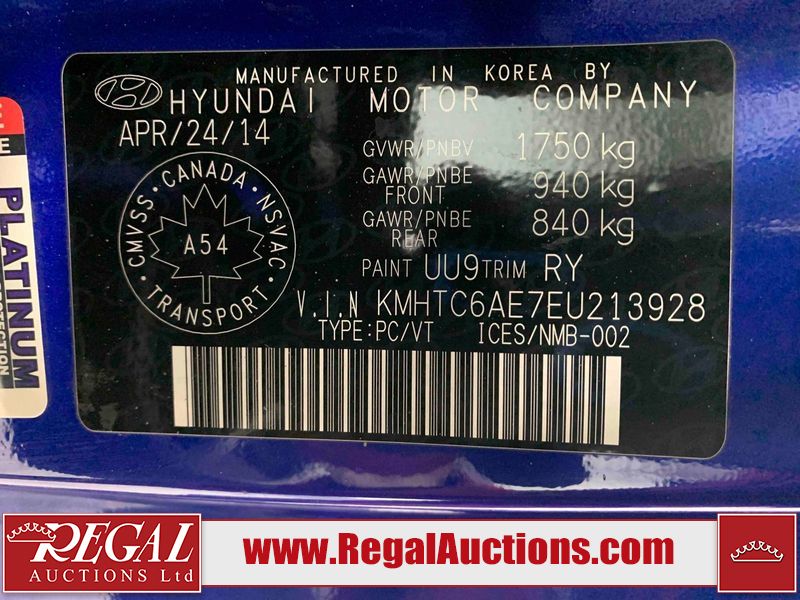 MANUFACTURED IN KOREA BY
HYUNDAI MOTOR COMPANY
APR/24/14
GVWR/PNBV 1750 kg
GAWR/PNBE FRONT 940 kg
GAWR/PNBE REAR 840 kg
CMVSS · CANADA · NSVAC
A54
TRANSPORT
PAINT UU9 TRIM RY
V.I.N KMHTC6AE7EU213928
TYPE:PC/VT ICES/NMB-002
PLATINUM
REGAL
AUCTIONS Ltd
www.RegalAuctions.com